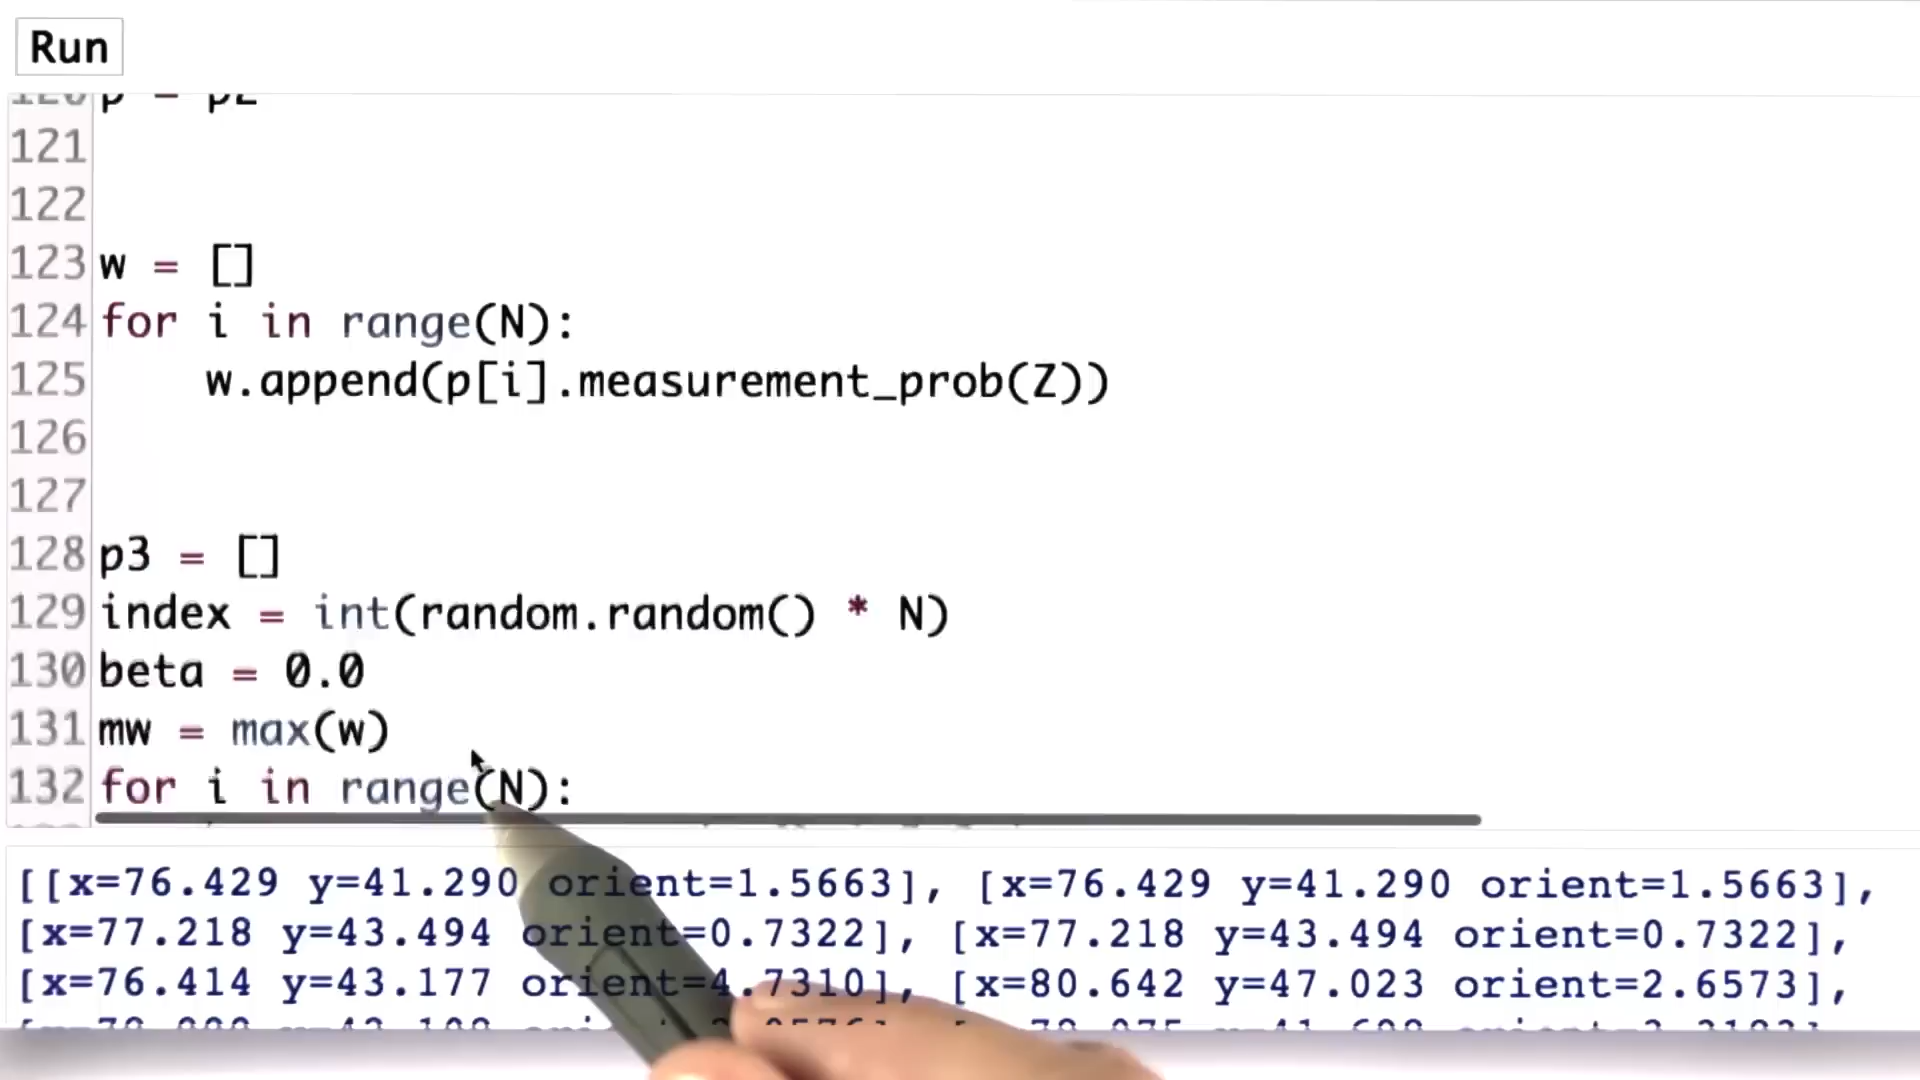 Run
120 p = p2
121
122
123 w = []
124 for i in range(N):
125 w.append(p[i].measurement_prob(Z))
126
127
128 p3 = []
129 index = int(random.random() * N)
130 beta = 0.0
131 mw = max(w)
132 for i in range(N):
[[x=76.429 y=41.290 orient=1.5663], [x=76.429 y=41.290 orient=1.5663],
[x=77.218 y=43.494 orient=0.7322], [x=77.218 y=43.494 orient=0.7322],
[x=76.414 y=43.177 orient=4.7310], [x=80.642 y=47.023 orient=2.6573],